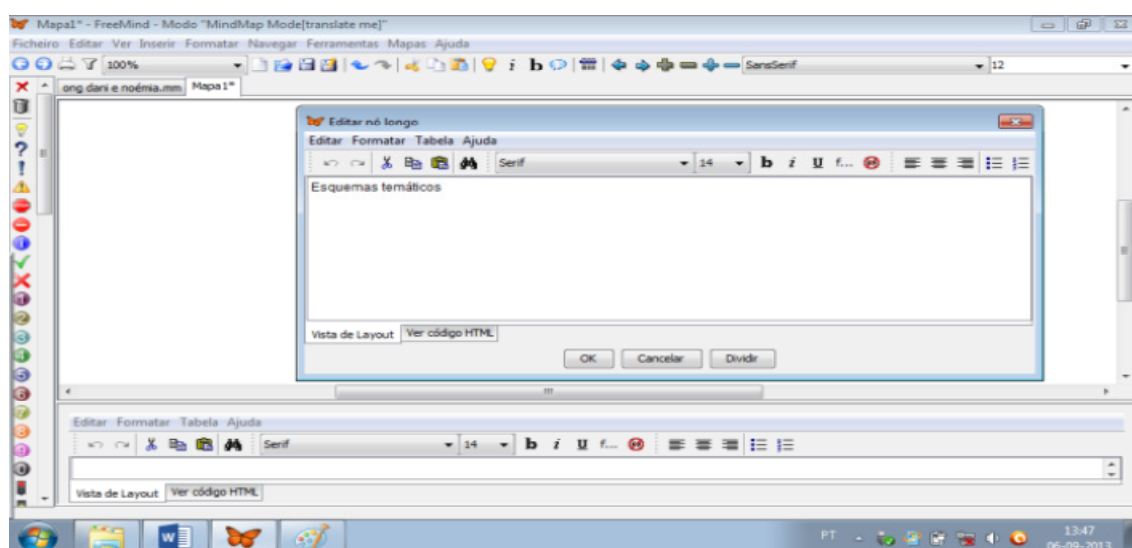 Mapa1* - FreeMind - Modo "MindMap Mode[translate me]"
Ficheiro Editar Ver Inserir Formatar Navegar Ferramentas Mapas Ajuda
100% i b SansSerif 12
ong dani e noémia.mm Mapa1*
Editar nó longo
Editar Formatar Tabela Ajuda
Serif 14 b i u f...
Esquemas temáticos
Vista de Layout Ver código HTML
OK Cancelar Dividir
Editar Formatar Tabela Ajuda
Serif 14 b i u f...
Vista de Layout Ver código HTML
PT 13:47
06-09-2013